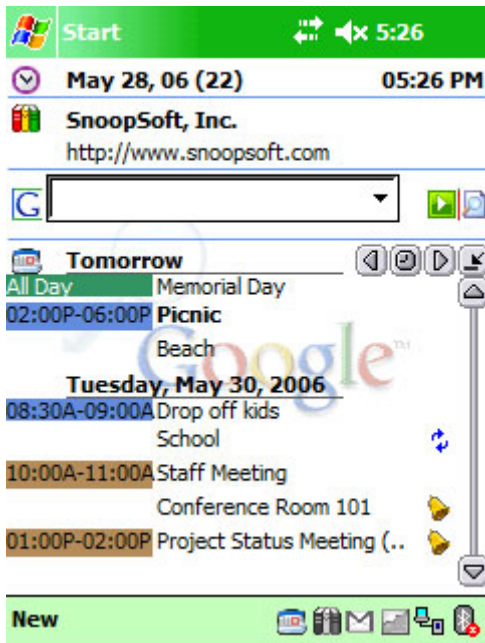 Start 5:26
May 28, 06 (22) 05:26 PM
SnoopSoft, Inc.
http://www.snoopsoft.com
G
Tomorrow
All Day Memorial Day
02:00P-06:00P Picnic
Beach
Google™
Tuesday, May 30, 2006
08:30A-09:00A Drop off kids
School
10:00A-11:00A Staff Meeting
Conference Room 101
01:00P-02:00P Project Status Meeting (..
New